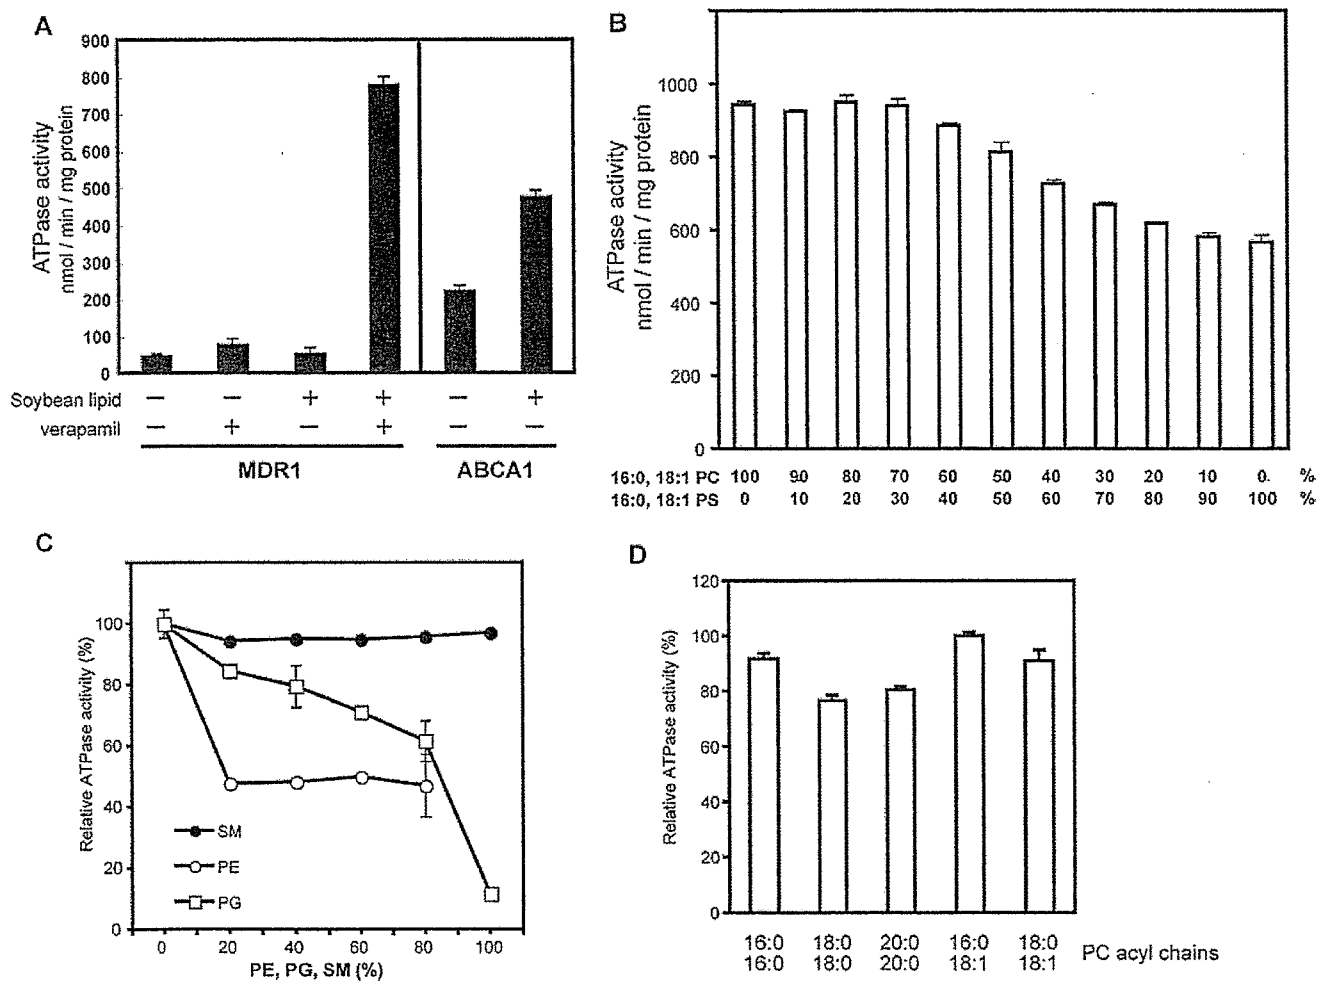 A
900
800
700
600
500
400
300
200
100
0
ATPase activity
nmol / min / mg protein
Soybean lipid − − + + − +
verapamil − + − + − −
MDR1 ABCA1
B
1000
800
600
400
200
0
ATPase activity
nmol / min / mg protein
16:0, 18:1 PC 100 90 80 70 60 50 40 30 20 10 0. %
16:0, 18:1 PS 0 10 20 30 40 50 60 70 80 90 100 %
C
100
80
60
40
20
0
Relative ATPase activity (%)
SM
PE
PG
0 20 40 60 80 100
PE, PG, SM (%)
D
120
100
80
60
40
20
0
Relative ATPase activity (%)
16:0 18:0 20:0 16:0 18:0
16:0 18:0 20:0 18:1 18:1
PC acyl chains